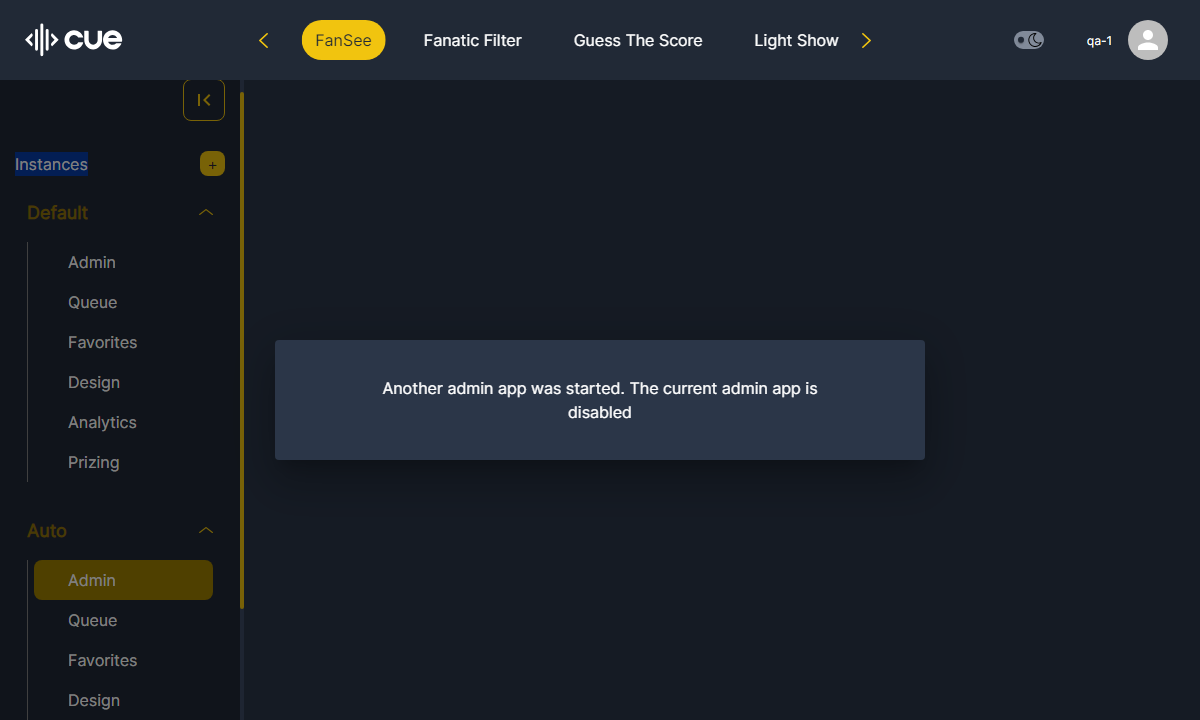 cue
FanSee
Fanatic Filter
Guess The Score
Light Show
qa-1
Instances
+
Default
Admin
Queue
Favorites
Design
Analytics
Prizing
Another admin app was started. The current admin app is
disabled
Auto
Admin
Queue
Favorites
Design